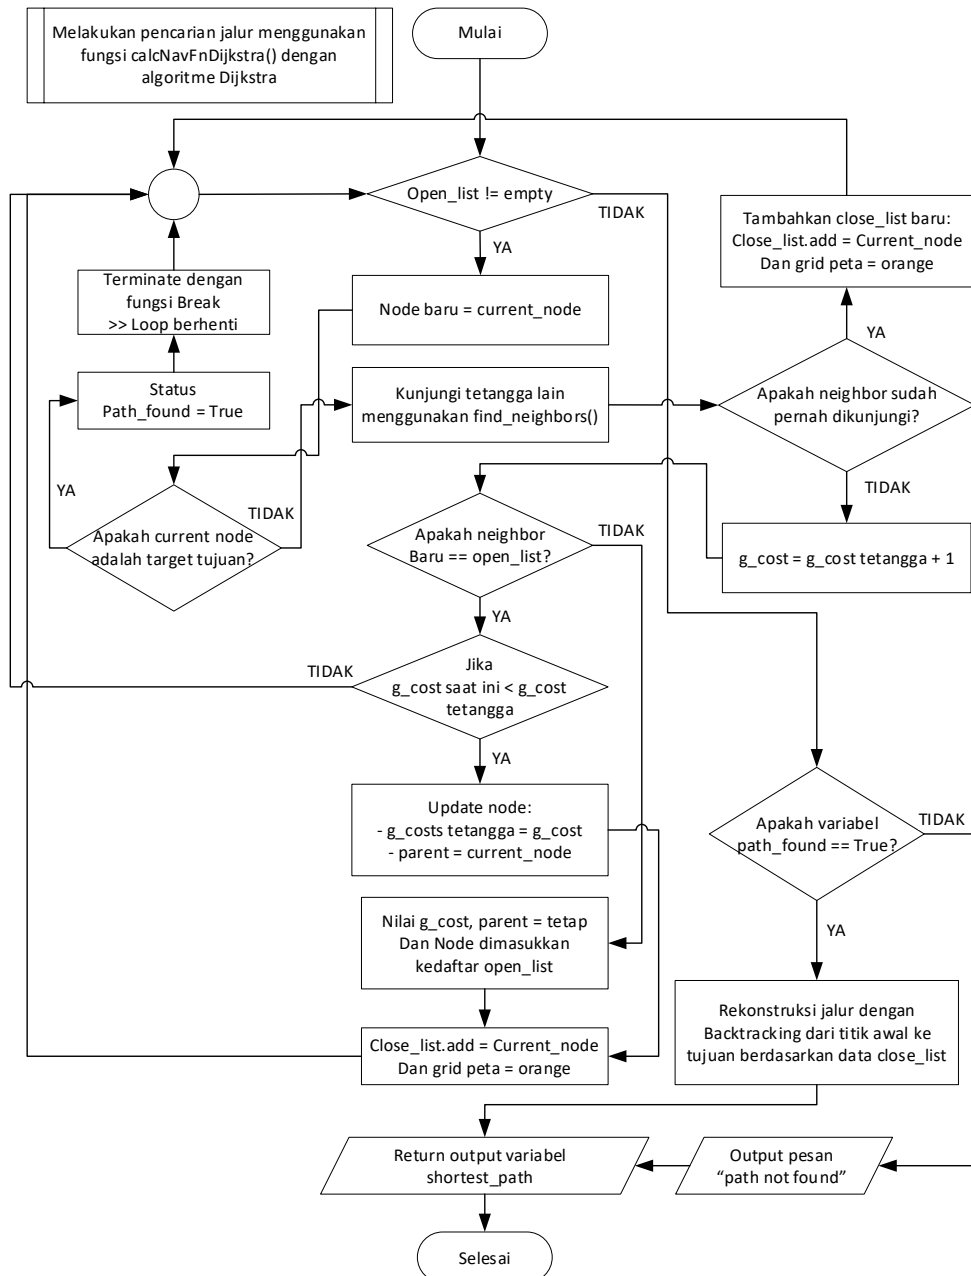 Melakukan pencarian jalur menggunakan
fungsi calcNavFnDijkstra() dengan
algoritme Dijkstra
Mulai
Open_list != empty
TIDAK
YA
Tambahkan close_list baru:
Close_list.add = Current_node
Dan grid peta = orange
Terminate dengan
fungsi Break
>> Loop berhenti
Node baru = current_node
YA
Status
Path_found = True
Kunjungi tetangga lain
menggunakan find_neighbors()
Apakah neighbor sudah
pernah dikunjungi?
YA
TIDAK
TIDAK
Apakah current node
adalah target tujuan?
Apakah neighbor
Baru == open_list?
TIDAK
g_cost = g_cost tetangga + 1
YA
TIDAK
Jika
g_cost saat ini < g_cost
tetangga
YA
Update node:
- g_costs tetangga = g_cost
- parent = current_node
Apakah variabel
path_found == True?
TIDAK
YA
Nilai g_cost, parent = tetap
Dan Node dimasukkan
kedaftar open_list
Rekonstruksi jalur dengan
Backtracking dari titik awal ke
tujuan berdasarkan data close_list
Close_list.add = Current_node
Dan grid peta = orange
Return output variabel
shortest_path
Output pesan
“path not found”
Selesai